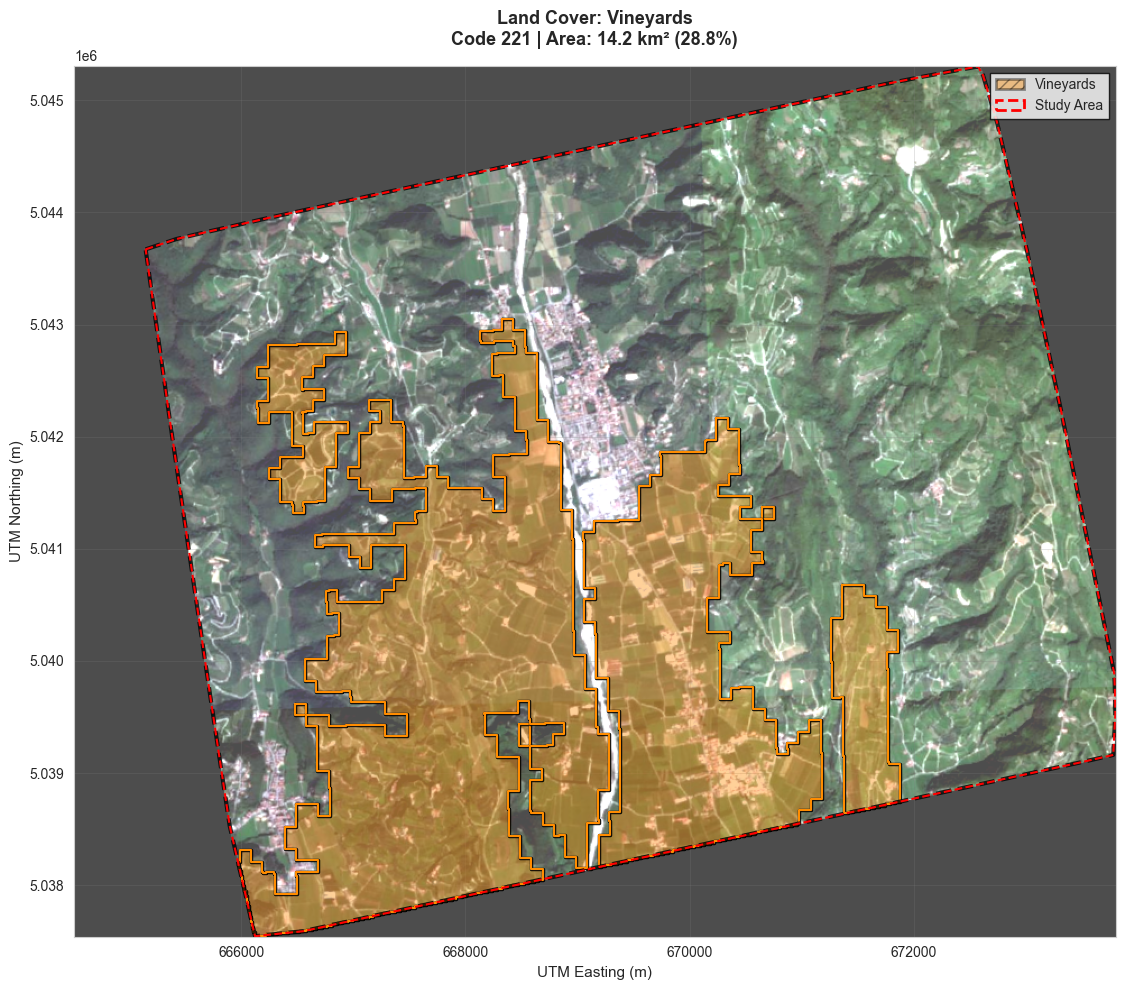 Land Cover: Vineyards
Code 221 | Area: 14.2 km² (28.8%)
1e6
Vineyards
Study Area
5.045
5.044
5.043
5.042
5.041
5.040
5.039
5.038
UTM Northing (m)
666000
668000
670000
672000
UTM Easting (m)